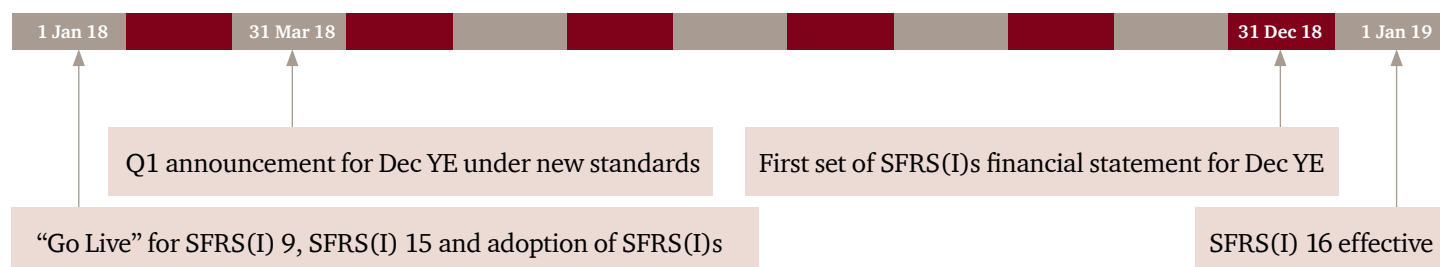 1 Jan 18
31 Mar 18
31 Dec 18
1 Jan 19
Q1 announcement for Dec YE under new standards
First set of SFRS(I)s financial statement for Dec YE
“Go Live” for SFRS(I) 9, SFRS(I) 15 and adoption of SFRS(I)s
SFRS(I) 16 effective